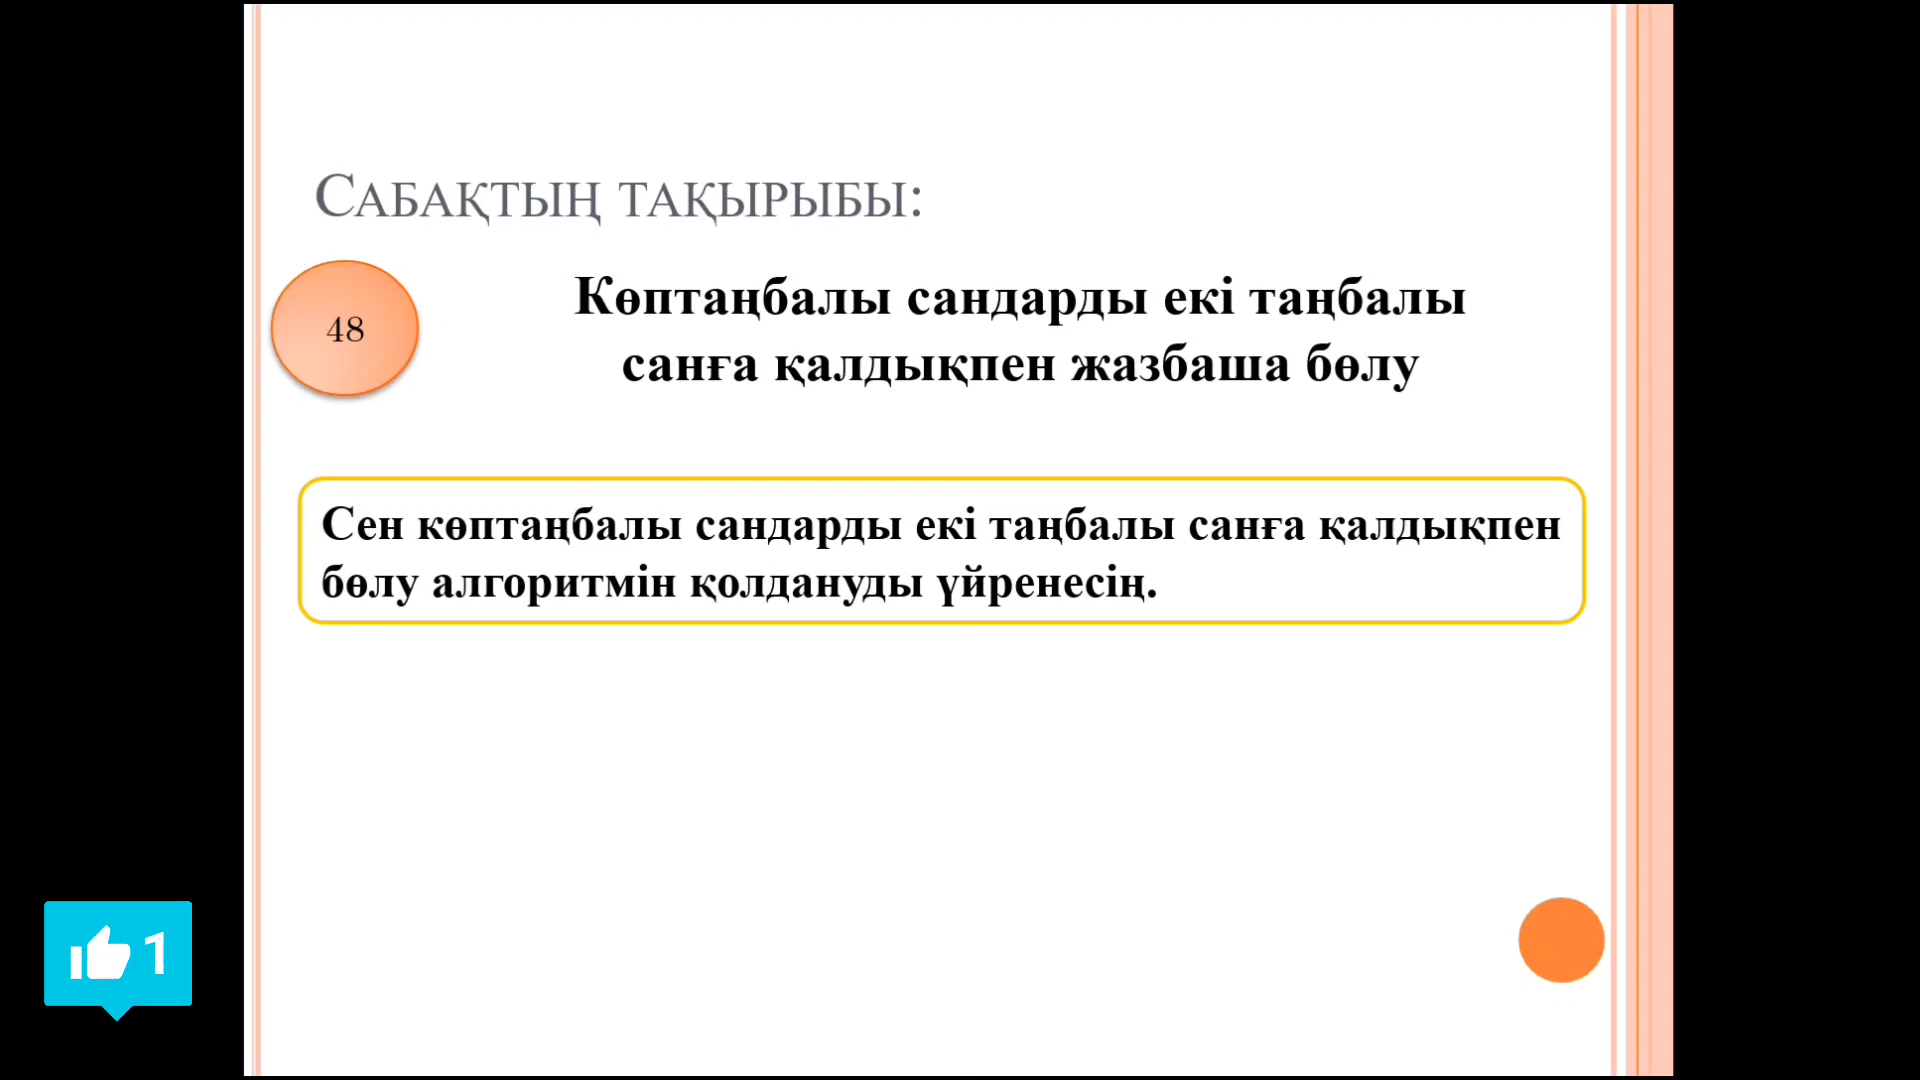 Сабақтың тақырыбы:
48
Көптаңбалы сандарды екі таңбалы
санға қалдықпен жазбаша бөлу
Сен көптаңбалы сандарды екі таңбалы санға қалдықпен
бөлу алгоритмін қолдануды үйренесің.
1